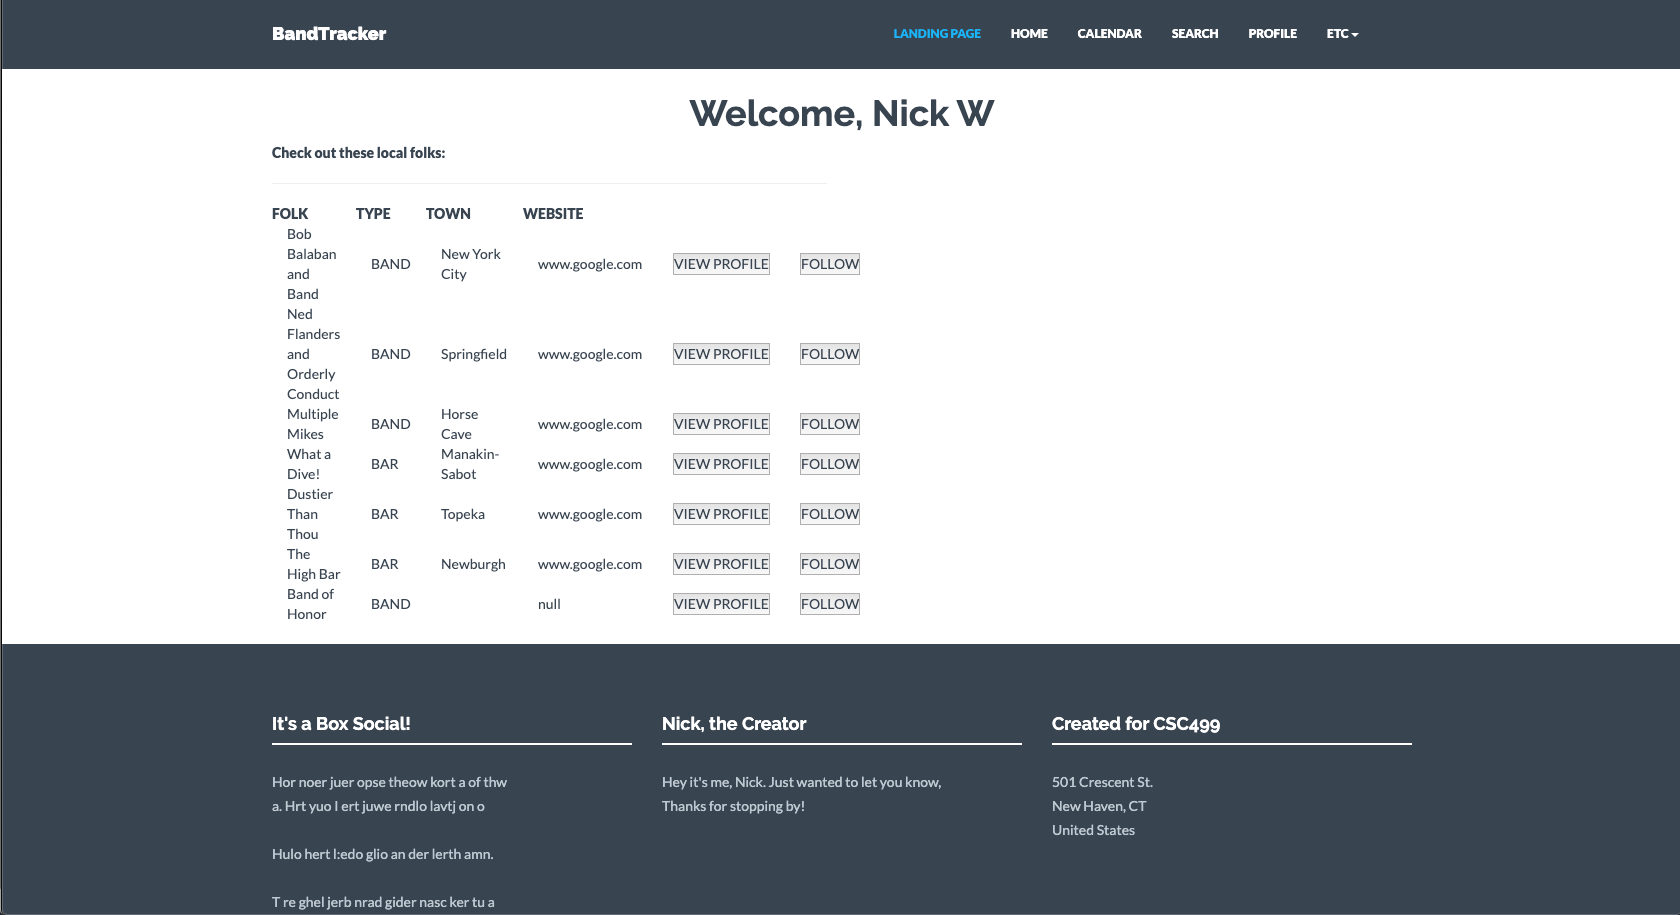 BandTracker
LANDING PAGE HOME CALENDAR SEARCH PROFILE ETC
Welcome, Nick W
Check out these local folks:
FOLK TYPE TOWN WEBSITE
Bob
Balaban
and
Band
BAND
New York
City
www.google.com
VIEW PROFILE
FOLLOW
Ned
Flanders
and
Orderly
Conduct
BAND
Springfield
www.google.com
VIEW PROFILE
FOLLOW
Multiple
Mikes
BAND
Horse
Cave
www.google.com
VIEW PROFILE
FOLLOW
What a
Dive!
BAR
Manakin-
Sabot
www.google.com
VIEW PROFILE
FOLLOW
Dustier
Than
Thou
BAR
Topeka
www.google.com
VIEW PROFILE
FOLLOW
The
High Bar
BAR
Newburgh
www.google.com
VIEW PROFILE
FOLLOW
Band of
Honor
BAND
null
VIEW PROFILE
FOLLOW
It's a Box Social!
Hor noer juer opse theow kort a of thw
a. Hrt yuo I ert juwe rndlo lavtj on o
Hulo hert l:edo glio an der lerth amn.
T re ghel jerb nrad gider nasc ker tu a
Nick, the Creator
Hey it's me, Nick. Just wanted to let you know,
Thanks for stopping by!
Created for CSC499
501 Crescent St.
New Haven, CT
United States